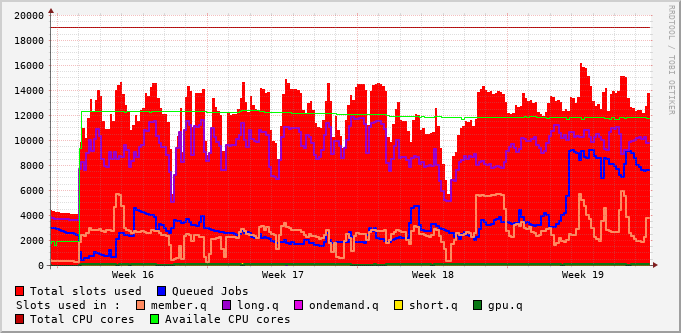 20000
18000
16000
14000
12000
10000
8000
6000
4000
2000
0
Week 16 Week 17 Week 18 Week 19
Total slots used Queued Jobs
Slots used in : member.q long.q ondemand.q short.q gpu.q
Total CPU cores Availale CPU cores
RRDTOOL / TOBI OETIKER